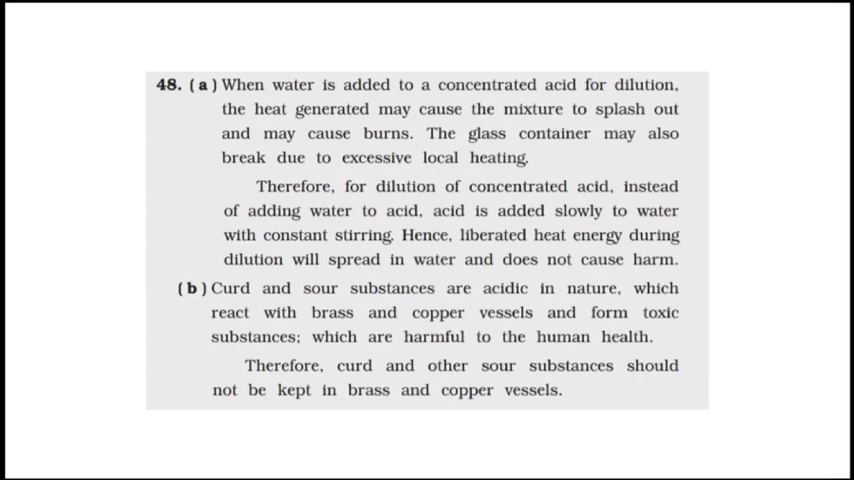 48. (a) When water is added to a concentrated acid for dilution,
the heat generated may cause the mixture to splash out
and may cause burns. The glass container may also
break due to excessive local heating.
Therefore, for dilution of concentrated acid, instead
of adding water to acid, acid is added slowly to water
with constant stirring. Hence, liberated heat energy during
dilution will spread in water and does not cause harm.
(b) Curd and sour substances are acidic in nature, which
react with brass and copper vessels and form toxic
substances; which are harmful to the human health.
Therefore, curd and other sour substances should
not be kept in brass and copper vessels.